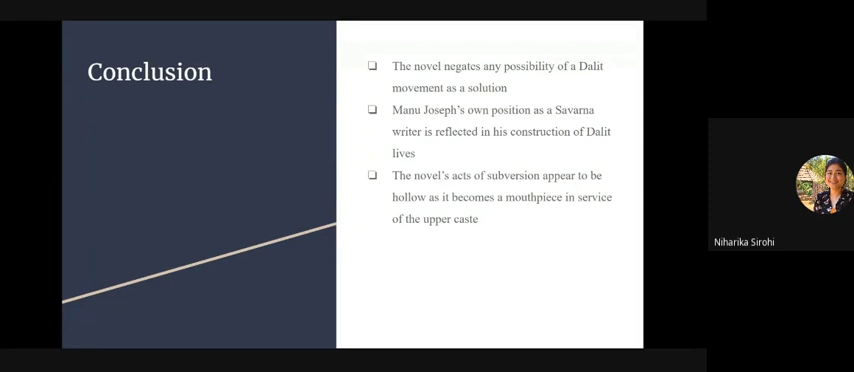 Conclusion
❏ The novel negates any possibility of a Dalit
movement as a solution
❏ Manu Joseph's own position as a Savarna
writer is reflected in his construction of Dalit
lives
❏ The novel's acts of subversion appear to be
hollow as it becomes a mouthpiece in service
of the upper caste
Niharika Sirohi